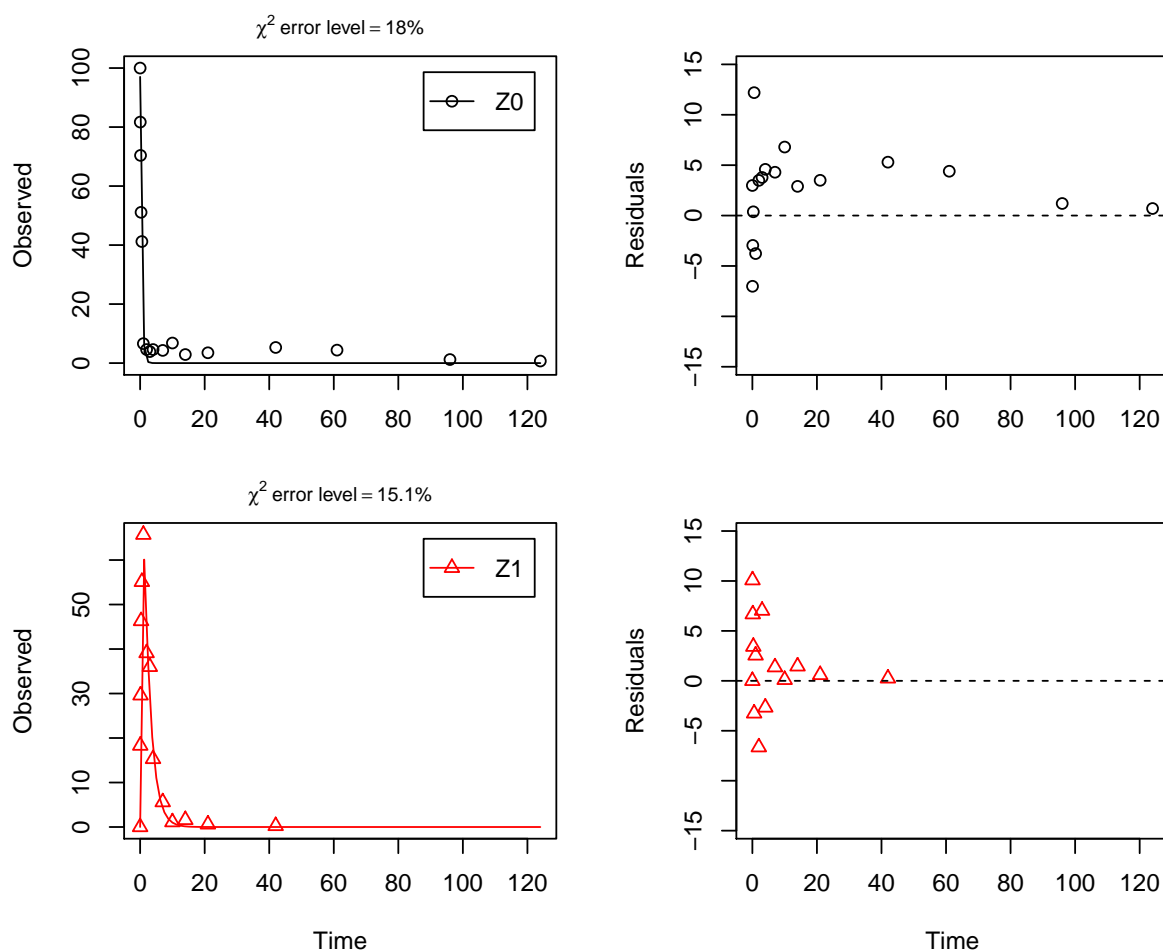 χ² error level = 18%
Observed
0 20 40 60 80 100
Z0
0 20 40 60 80 100 120
Residuals
−15 −5 0 5 10 15
0 20 40 60 80 100 120
χ² error level = 15.1%
Observed
0 10 30 50
Z1
0 20 40 60 80 100 120
Time
Residuals
−15 −5 0 5 10 15
0 20 40 60 80 100 120
Time